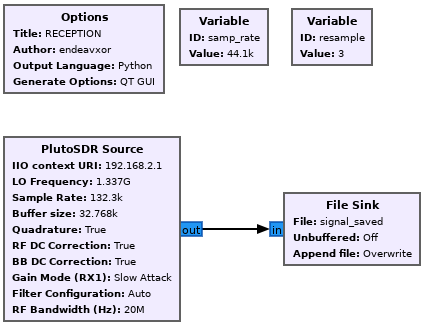 Options
Title: RECEPTION
Author: endeavxor
Output Language: Python
Generate Options: QT GUI
Variable
ID: samp_rate
Value: 44.1k
Variable
ID: resample
Value: 3
PlutoSDR Source
IIO context URI: 192.168.2.1
LO Frequency: 1.337G
Sample Rate: 132.3k
Buffer size: 32.768k
Quadrature: True
RF DC Correction: True
BB DC Correction: True
Gain Mode (RX1): Slow Attack
Filter Configuration: Auto
RF Bandwidth (Hz): 20M
out
in
File Sink
File: signal_saved
Unbuffered: Off
Append file: Overwrite